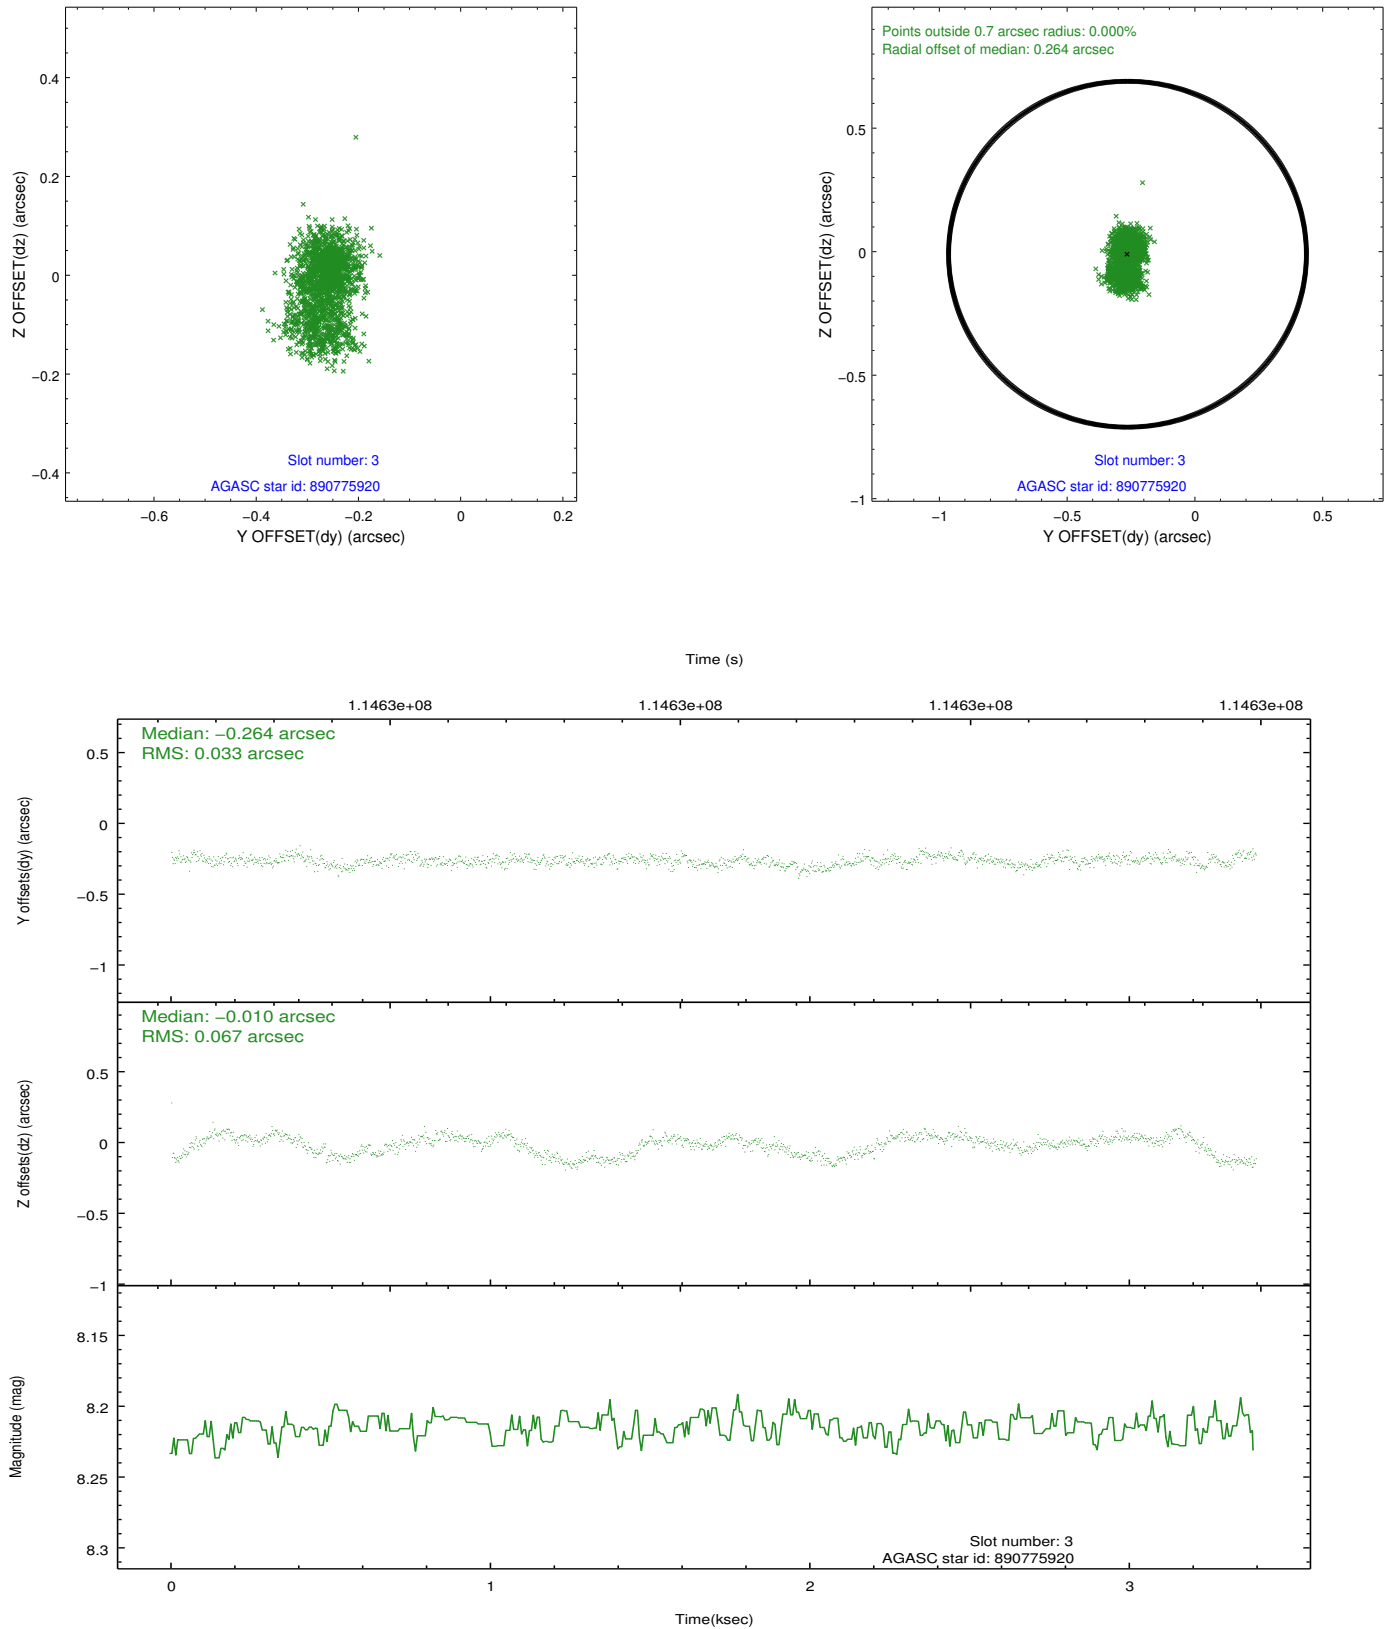 0.4
0.2
0
−0.2
−0.4
Z OFFSET(dz) (arcsec)
Slot number: 3
AGASC star id: 890775920
−0.6
−0.4
−0.2
0
0.2
Y OFFSET(dy) (arcsec)
Points outside 0.7 arcsec radius: 0.000%
Radial offset of median: 0.264 arcsec
0.5
0
−0.5
−1
Z OFFSET(dz) (arcsec)
Slot number: 3
AGASC star id: 890775920
−1
−0.5
0
0.5
Y OFFSET(dy) (arcsec)
Time (s)
1.1463e+08
1.1463e+08
1.1463e+08
1.1463e+08
Median: −0.264 arcsec
RMS: 0.033 arcsec
0.5
0
−0.5
−1
Y offsets(dy) (arcsec)
Median: −0.010 arcsec
RMS: 0.067 arcsec
0.5
0
−0.5
−1
Z offsets(dz) (arcsec)
8.15
8.2
8.25
8.3
Magnitude (mag)
Slot number: 3
AGASC star id: 890775920
0
1
2
3
Time(ksec)